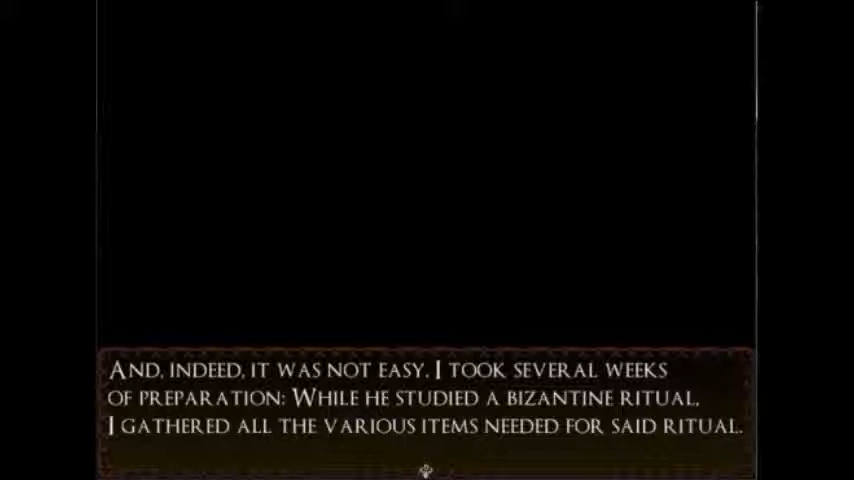 And, indeed, it was not easy. I took several weeks
of preparation: While he studied a bizantine ritual,
I gathered all the various items needed for said ritual.